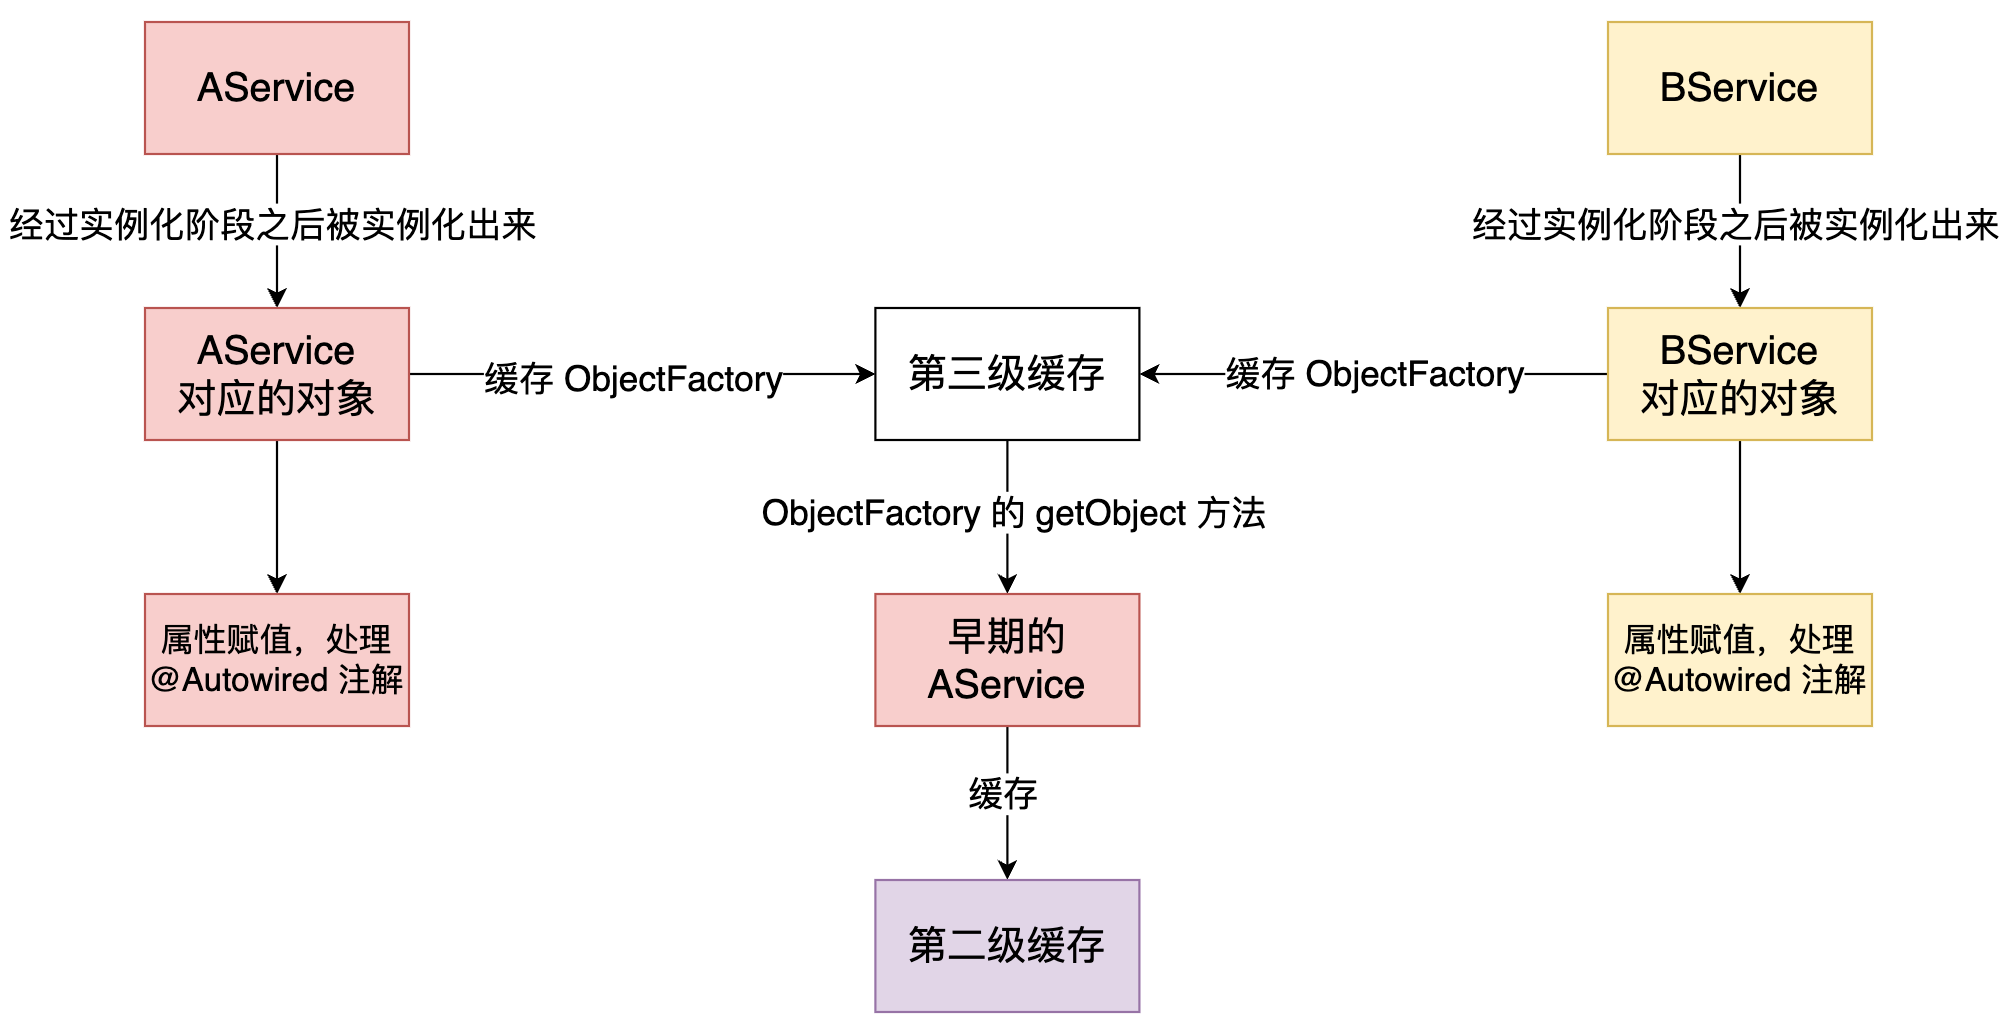 AService
BService
经过实例化阶段之后被实例化出来
经过实例化阶段之后被实例化出来
AService
对应的对象
缓存 ObjectFactory
第三级缓存
缓存 ObjectFactory
BService
对应的对象
ObjectFactory 的 getObject 方法
属性赋值，处理
@Autowired 注解
早期的
AService
属性赋值，处理
@Autowired 注解
缓存
第二级缓存